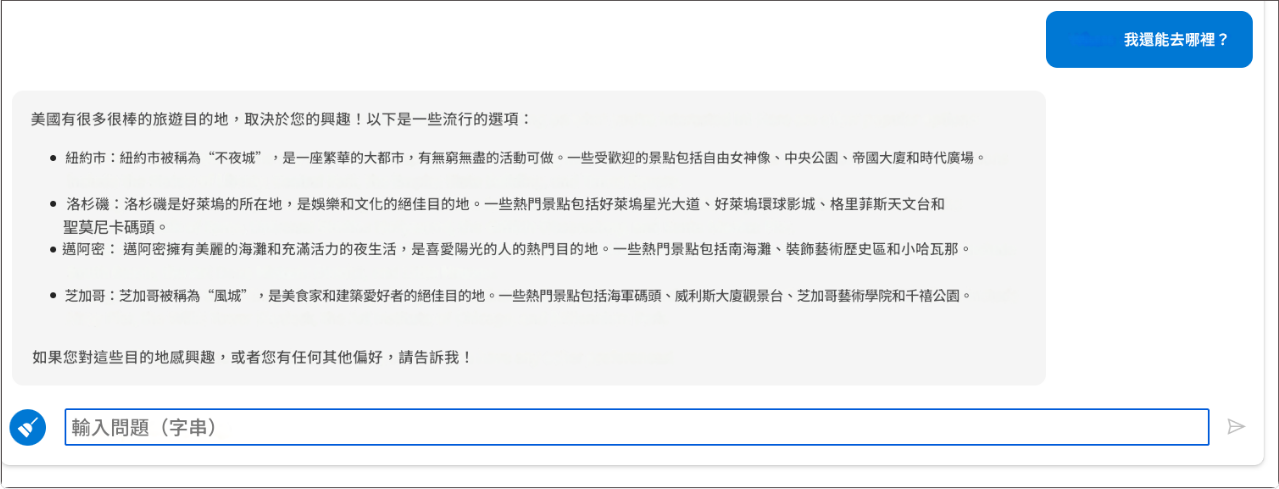 我還能去哪裡？
美國有很多很棒的旅遊目的地，取決於您的興趣！以下是一些流行的選項：
• 紐約市：紐約市被稱為“不夜城”，是一座繁華的大都市，有無窮無盡的活動可做。一些受歡迎的景點包括自由女神像、中央公園、帝國大廈和時代廣場。
• 洛杉磯：洛杉磯是好萊塢的所在地，是娛樂和文化的絕佳目的地。一些熱門景點包括好萊塢星光大道、好萊塢環球影城、格里菲斯天文台和
聖莫尼卡碼頭。
• 邁阿密： 邁阿密擁有美麗的海灘和充滿活力的夜生活，是喜愛陽光的人的熱門目的地。一些熱門景點包括南海灘、裝飾藝術歷史區和小哈瓦那。
• 芝加哥：芝加哥被稱為“風城”，是美食家和建築愛好者的絕佳目的地。一些熱門景點包括海軍碼頭、威利斯大廈觀景台、芝加哥藝術學院和千禧公園。
如果您對這些目的地感興趣，或者您有任何其他偏好，請告訴我！
輸入問題（字串）